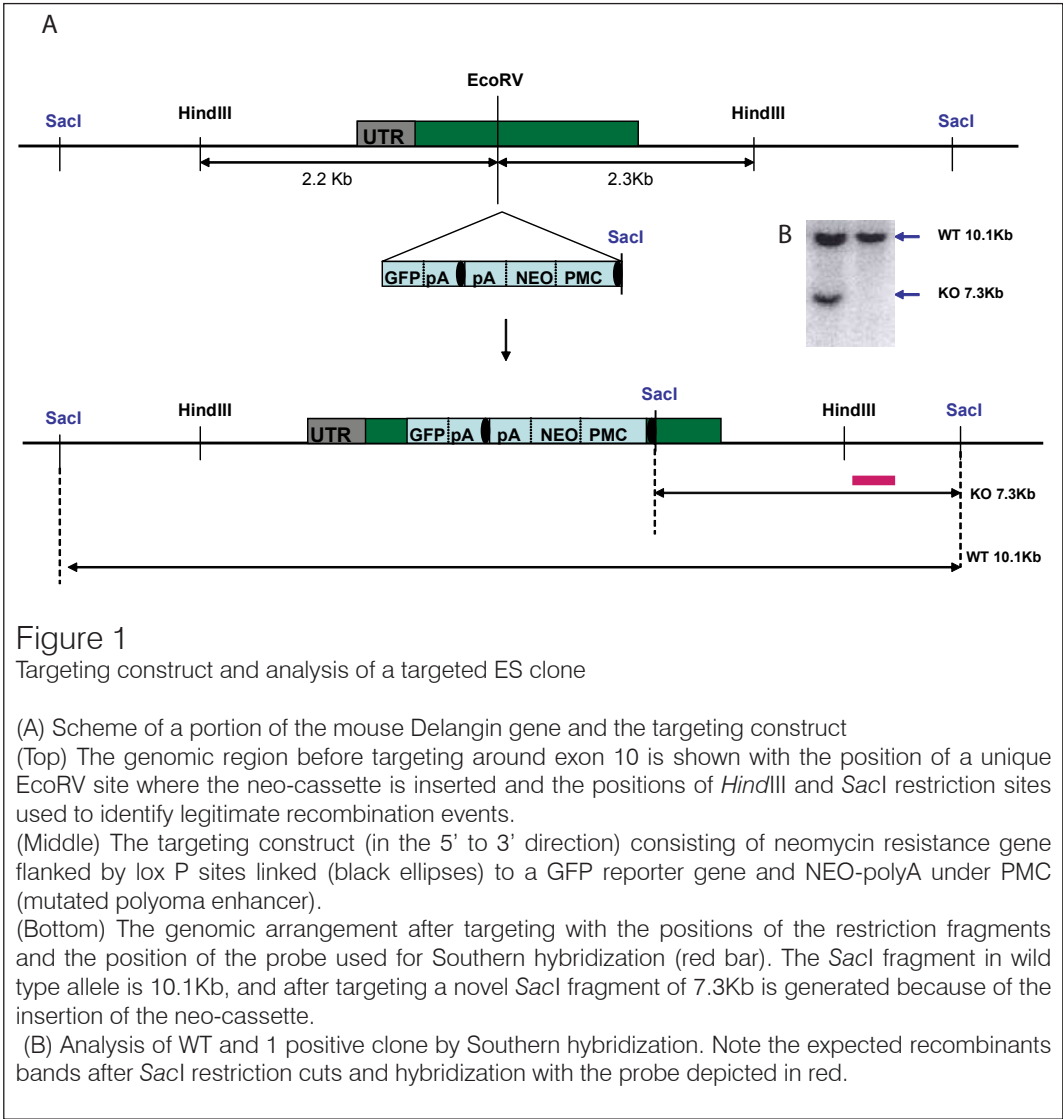 A
EcoRV
SacI HindIII HindIII SacI
UTR
2.2 Kb 2.3Kb
SacI
GFP pA pA NEO PMC
B
WT 10.1Kb
KO 7.3Kb
SacI HindIII SacI HindIII SacI
UTR GFP pA pA NEO PMC
KO 7.3Kb
WT 10.1Kb
Figure 1
Targeting construct and analysis of a targeted ES clone
(A) Scheme of a portion of the mouse Delangin gene and the targeting construct
(Top) The genomic region before targeting around exon 10 is shown with the position of a unique
EcoRV site where the neo-cassette is inserted and the positions of HindIII and SacI restriction sites
used to identify legitimate recombination events.
(Middle) The targeting construct (in the 5' to 3' direction) consisting of neomycin resistance gene
flanked by lox P sites linked (black ellipses) to a GFP reporter gene and NEO-polyA under PMC
(mutated polyoma enhancer).
(Bottom) The genomic arrangement after targeting with the positions of the restriction fragments
and the position of the probe used for Southern hybridization (red bar). The SacI fragment in wild
type allele is 10.1Kb, and after targeting a novel SacI fragment of 7.3Kb is generated because of the
insertion of the neo-cassette.
(B) Analysis of WT and 1 positive clone by Southern hybridization. Note the expected recombinants
bands after SacI restriction cuts and hybridization with the probe depicted in red.